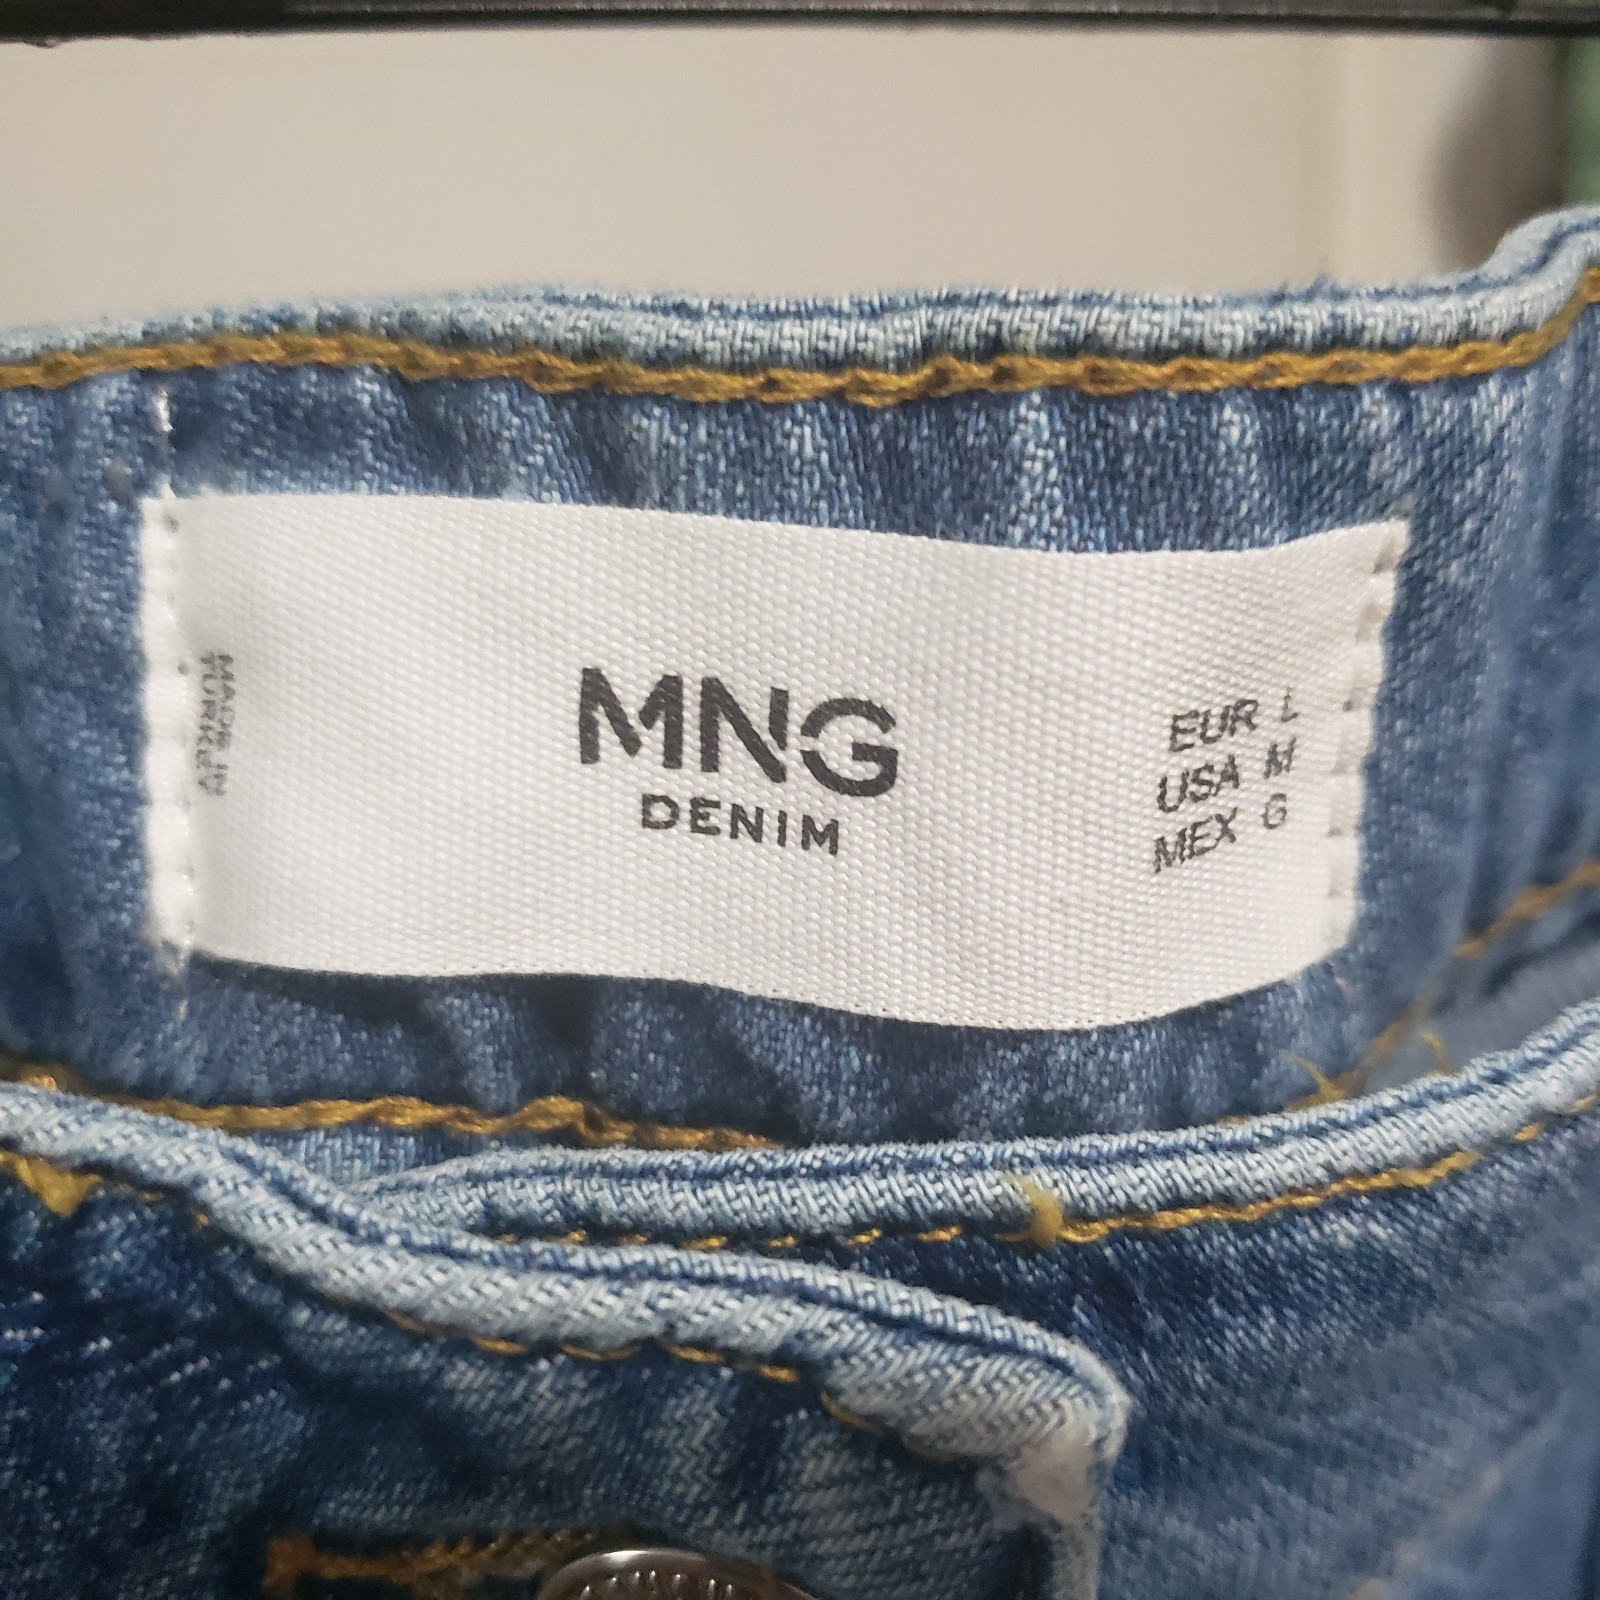 MADE IN
TURKEY
MNG
DENIM
EUR L
USA M
MEX G